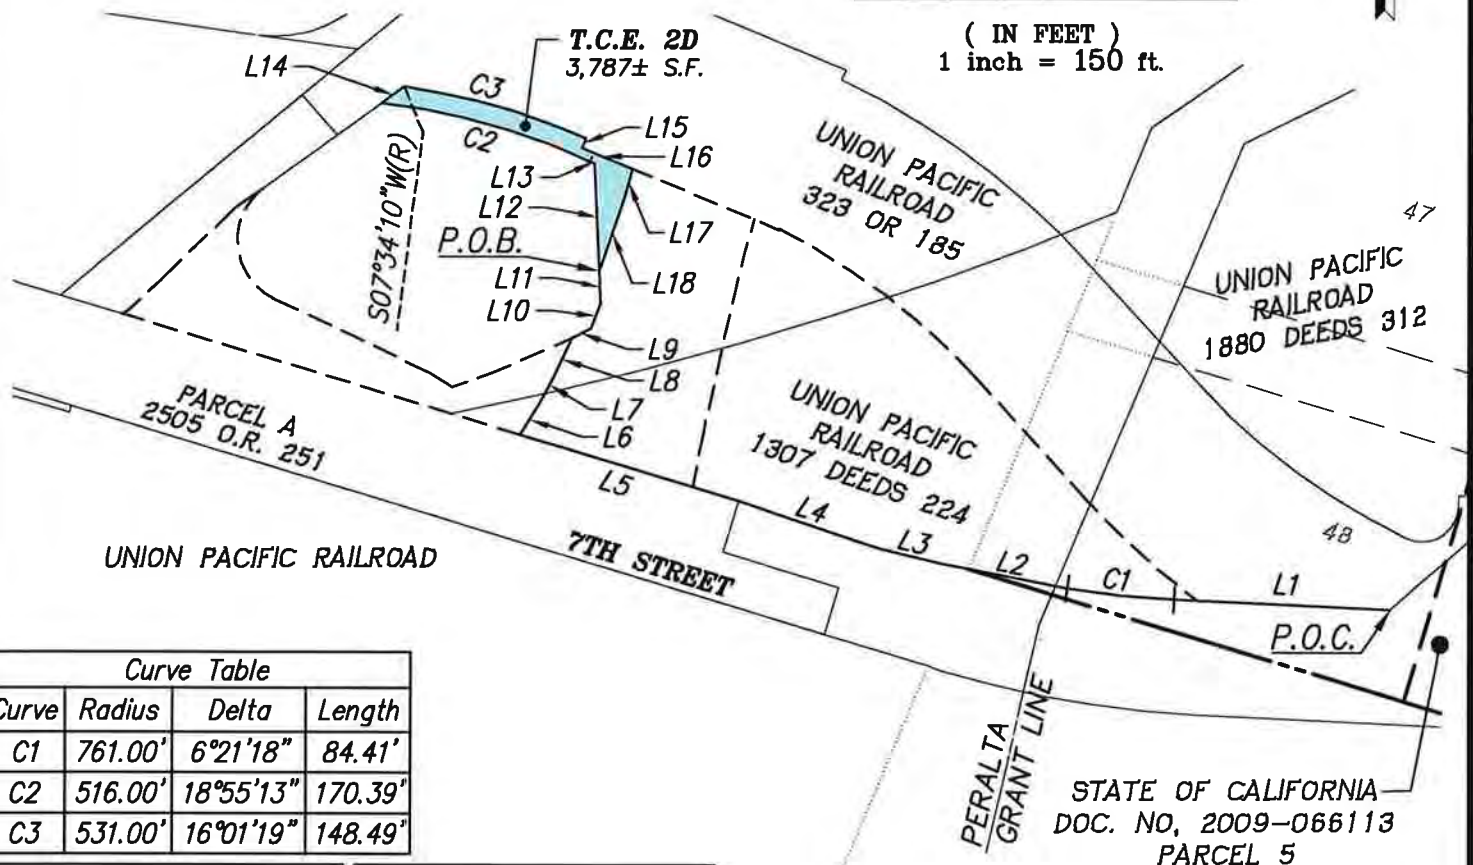 ( IN FEET )
1 inch = 150 ft.
T.C.E. 2D
3,787± S.F.
L14
C3
C2
L15
L16
L13
L12
P.O.B.
L11
L10
L17
L18
L9
L8
L7
L6
S07°34'10"W(R)
UNION PACIFIC
RAILROAD
323 OR 185
47
UNION PACIFIC
RAILROAD
1880 DEEDS 312
PARCEL A
2505 O.R. 251
UNION PACIFIC
RAILROAD
1307 DEEDS 224
L5
L4
L3
L2
C1
L1
48
P.O.C.
UNION PACIFIC RAILROAD
7TH STREET
PERALTA
GRANT LINE
STATE OF CALIFORNIA
DOC. NO, 2009-066113
PARCEL 5
Curve Table
Curve Radius Delta Length
C1 761.00' 6°21'18" 84.41'
C2 516.00' 18°55'13" 170.39'
C3 531.00' 16°01'19" 148.49'